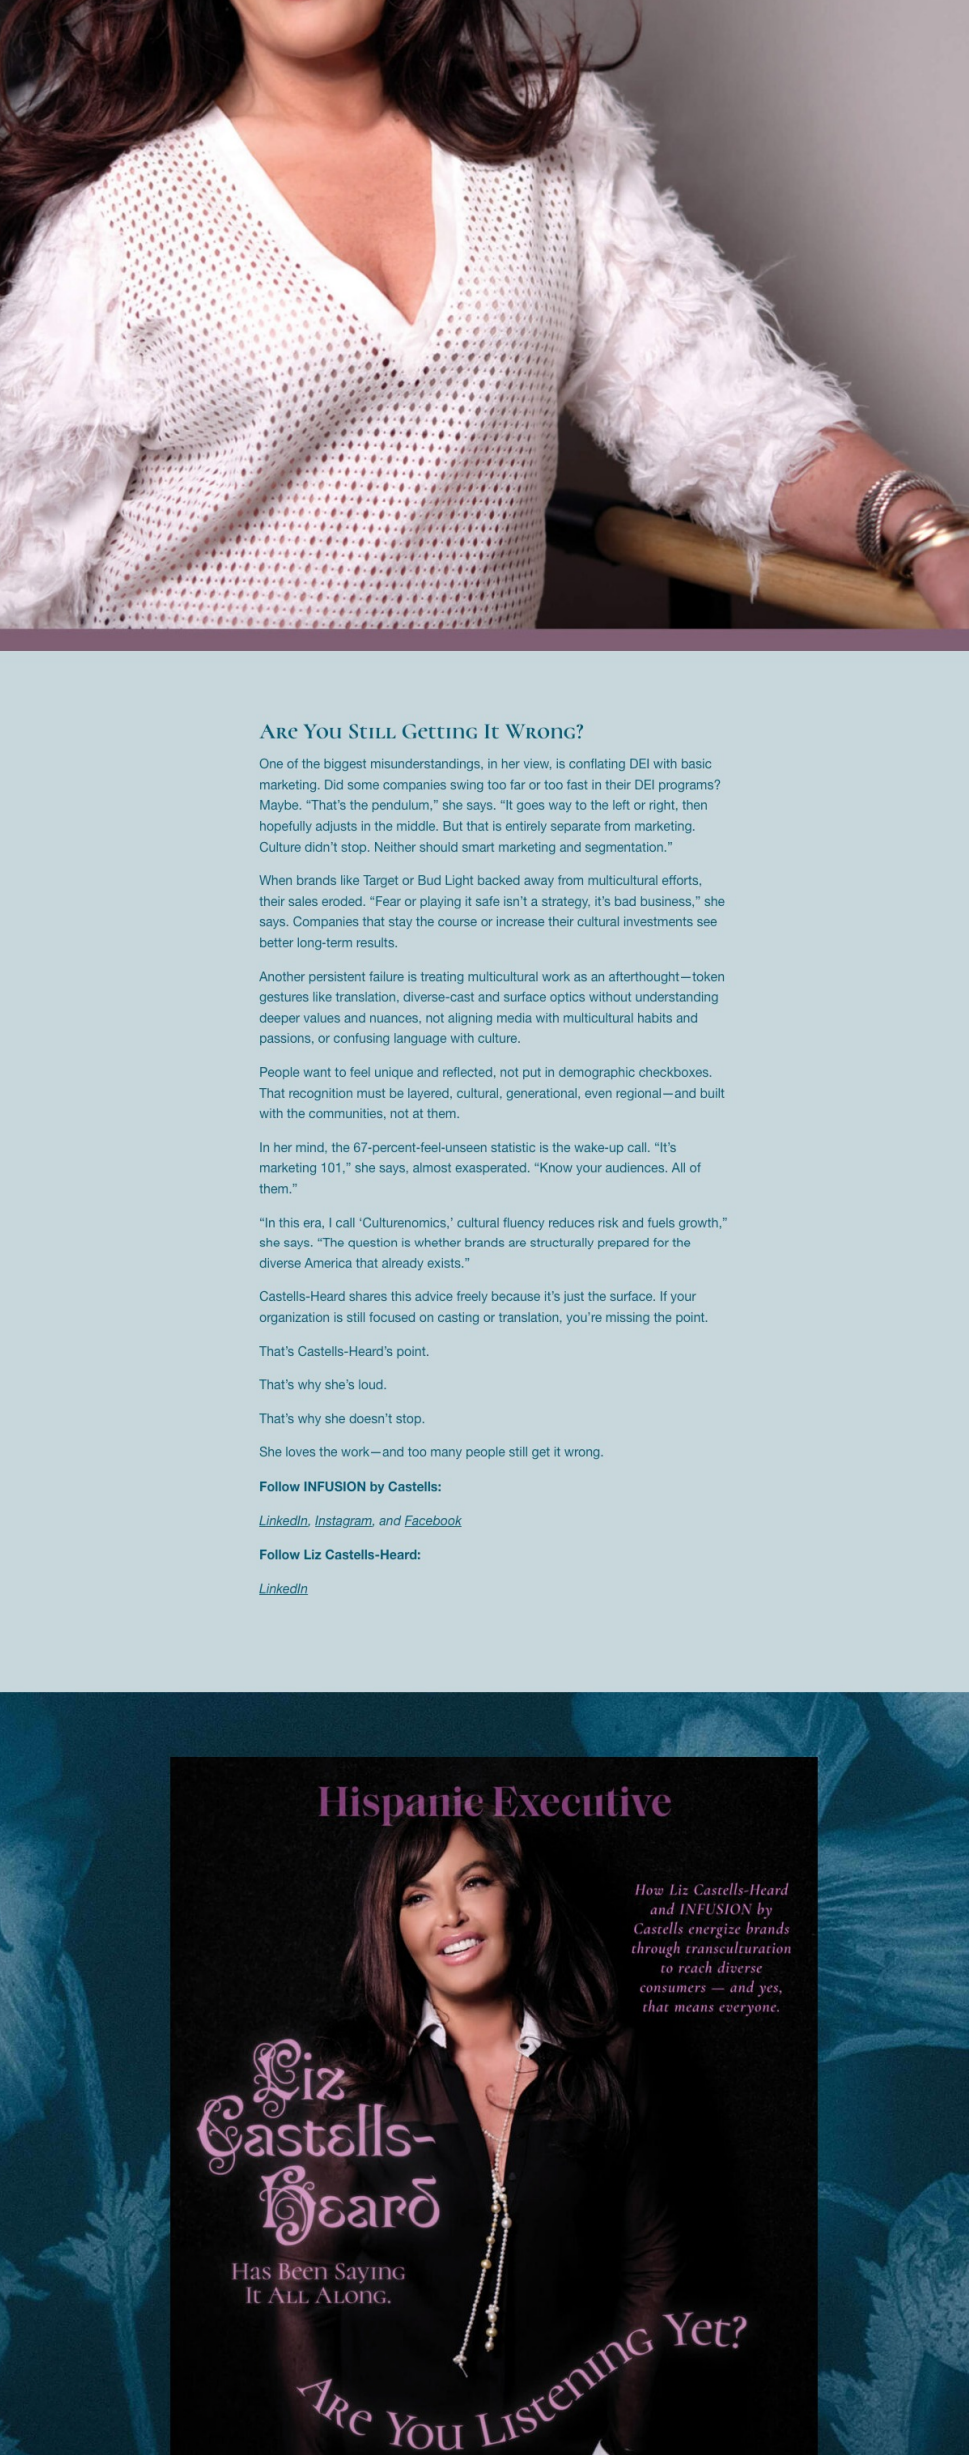 Are You Still Getting It Wrong?
One of the biggest misunderstandings, in her view, is conflating DEI with basic
marketing. Did some companies swing too far or too fast in their DEI programs?
Maybe. “That’s the pendulum,” she says. “It goes way to the left or right, then
hopefully adjusts in the middle. But that is entirely separate from marketing.
Culture didn’t stop. Neither should smart marketing and segmentation.”
When brands like Target or Bud Light backed away from multicultural efforts,
their sales eroded. “Fear or playing it safe isn’t a strategy, it’s bad business,” she
says. Companies that stay the course or increase their cultural investments see
better long-term results.
Another persistent failure is treating multicultural work as an afterthought—token
gestures like translation, diverse-cast and surface optics without understanding
deeper values and nuances, not aligning media with multicultural habits and
passions, or confusing language with culture.
People want to feel unique and reflected, not put in demographic checkboxes.
That recognition must be layered, cultural, generational, even regional—and built
with the communities, not at them.
In her mind, the 67-percent-feel-unseen statistic is the wake-up call. “It’s
marketing 101,” she says, almost exasperated. “Know your audiences. All of
them.”
“In this era, I call ‘Culturenomics,’ cultural fluency reduces risk and fuels growth,”
she says. “The question is whether brands are structurally prepared for the
diverse America that already exists.”
Castells-Heard shares this advice freely because it’s just the surface. If your
organization is still focused on casting or translation, you’re missing the point.
That’s Castells-Heard’s point.
That’s why she’s loud.
That’s why she doesn’t stop.
She loves the work—and too many people still get it wrong.
Follow INFUSION by Castells:
LinkedIn, Instagram, and Facebook
Follow Liz Castells-Heard:
LinkedIn
Hispanic Executive
How Liz Castells-Heard
and INFUSION by
Castells energize brands
through transculturation
to reach diverse
consumers — and yes,
that means everyone.
Liz
Castells-
Heard
Has Been Saying
It All Along.
Are You Listening Yet?